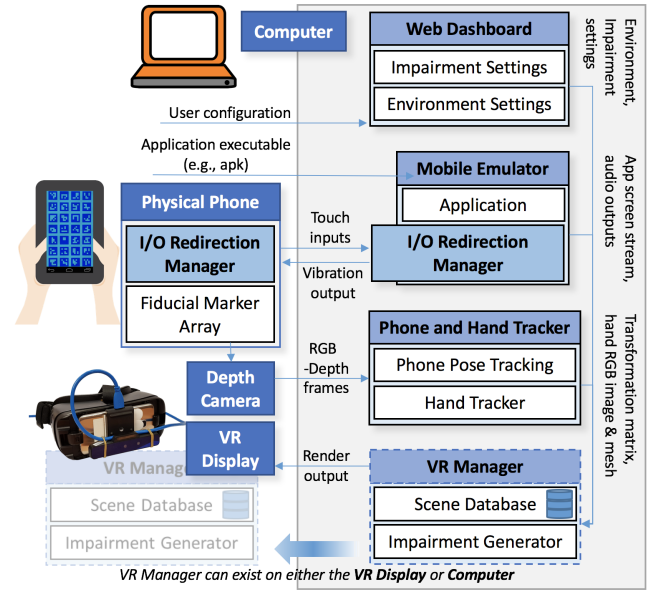 Computer
Web Dashboard
Impairment Settings
Environment Settings
Environment,
Impairment
settings
User configuration
Application executable
(e.g., apk)
Mobile Emulator
Application
I/O Redirection
Manager
App screen stream,
audio outputs
Physical Phone
I/O Redirection
Manager
Fiducial Marker
Array
Touch
inputs
Vibration
output
Phone and Hand Tracker
Phone Pose Tracking
Hand Tracker
Transformation matrix,
hand RGB image & mesh
Depth
Camera
RGB
-Depth
frames
VR
Display
Render
output
VR Manag
Scene Database
Impairment Generator
VR Manager
Scene Database
Impairment Generator
VR Manager can exist on either the VR Display or Computer